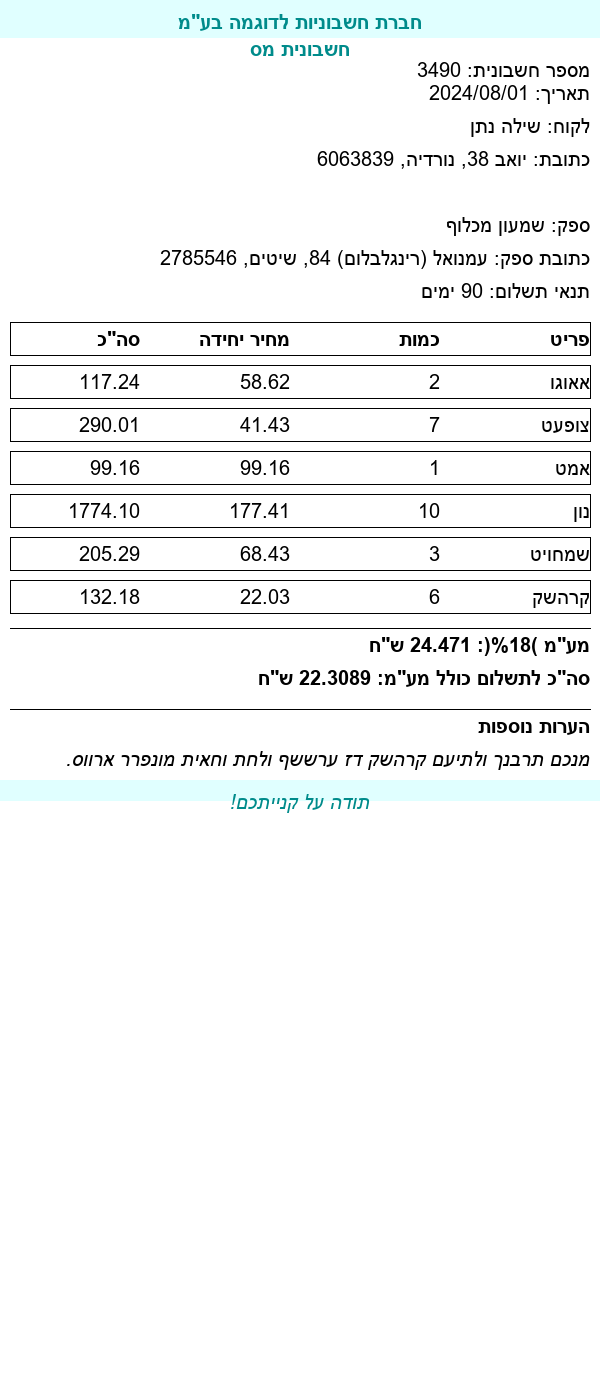 חברת חשבוניות לדוגמה בע"מ
חשבונית מס
מספר חשבונית: 3490
תאריך: 2024/08/01
לקוח: שילה נתן
כתובת: יואב 38, נורדיה, 6063839
ספק: שמעון מכלוף
כתובת ספק: עמנואל (רינגלבלום) 84, שיטים, 2785546
תנאי תשלום: 90 ימים
פריט כמות מחיר יחידה סה"כ
אאוגו 2 58.62 117.24
צופעט 7 41.43 290.01
אמט 1 99.16 99.16
נון 10 177.41 1774.10
שמחויט 3 68.43 205.29
קרהשק 6 22.03 132.18
מע"מ )18%(: 24.471 ש"ח
סה"כ לתשלום כולל מע"מ: 22.3089 ש"ח
הערות נוספות
מנכם תרבנך ולתיעם קרהשק דז ערששף ולחת וחאית מונפרר ארווס.
תודה על קנייתכם!